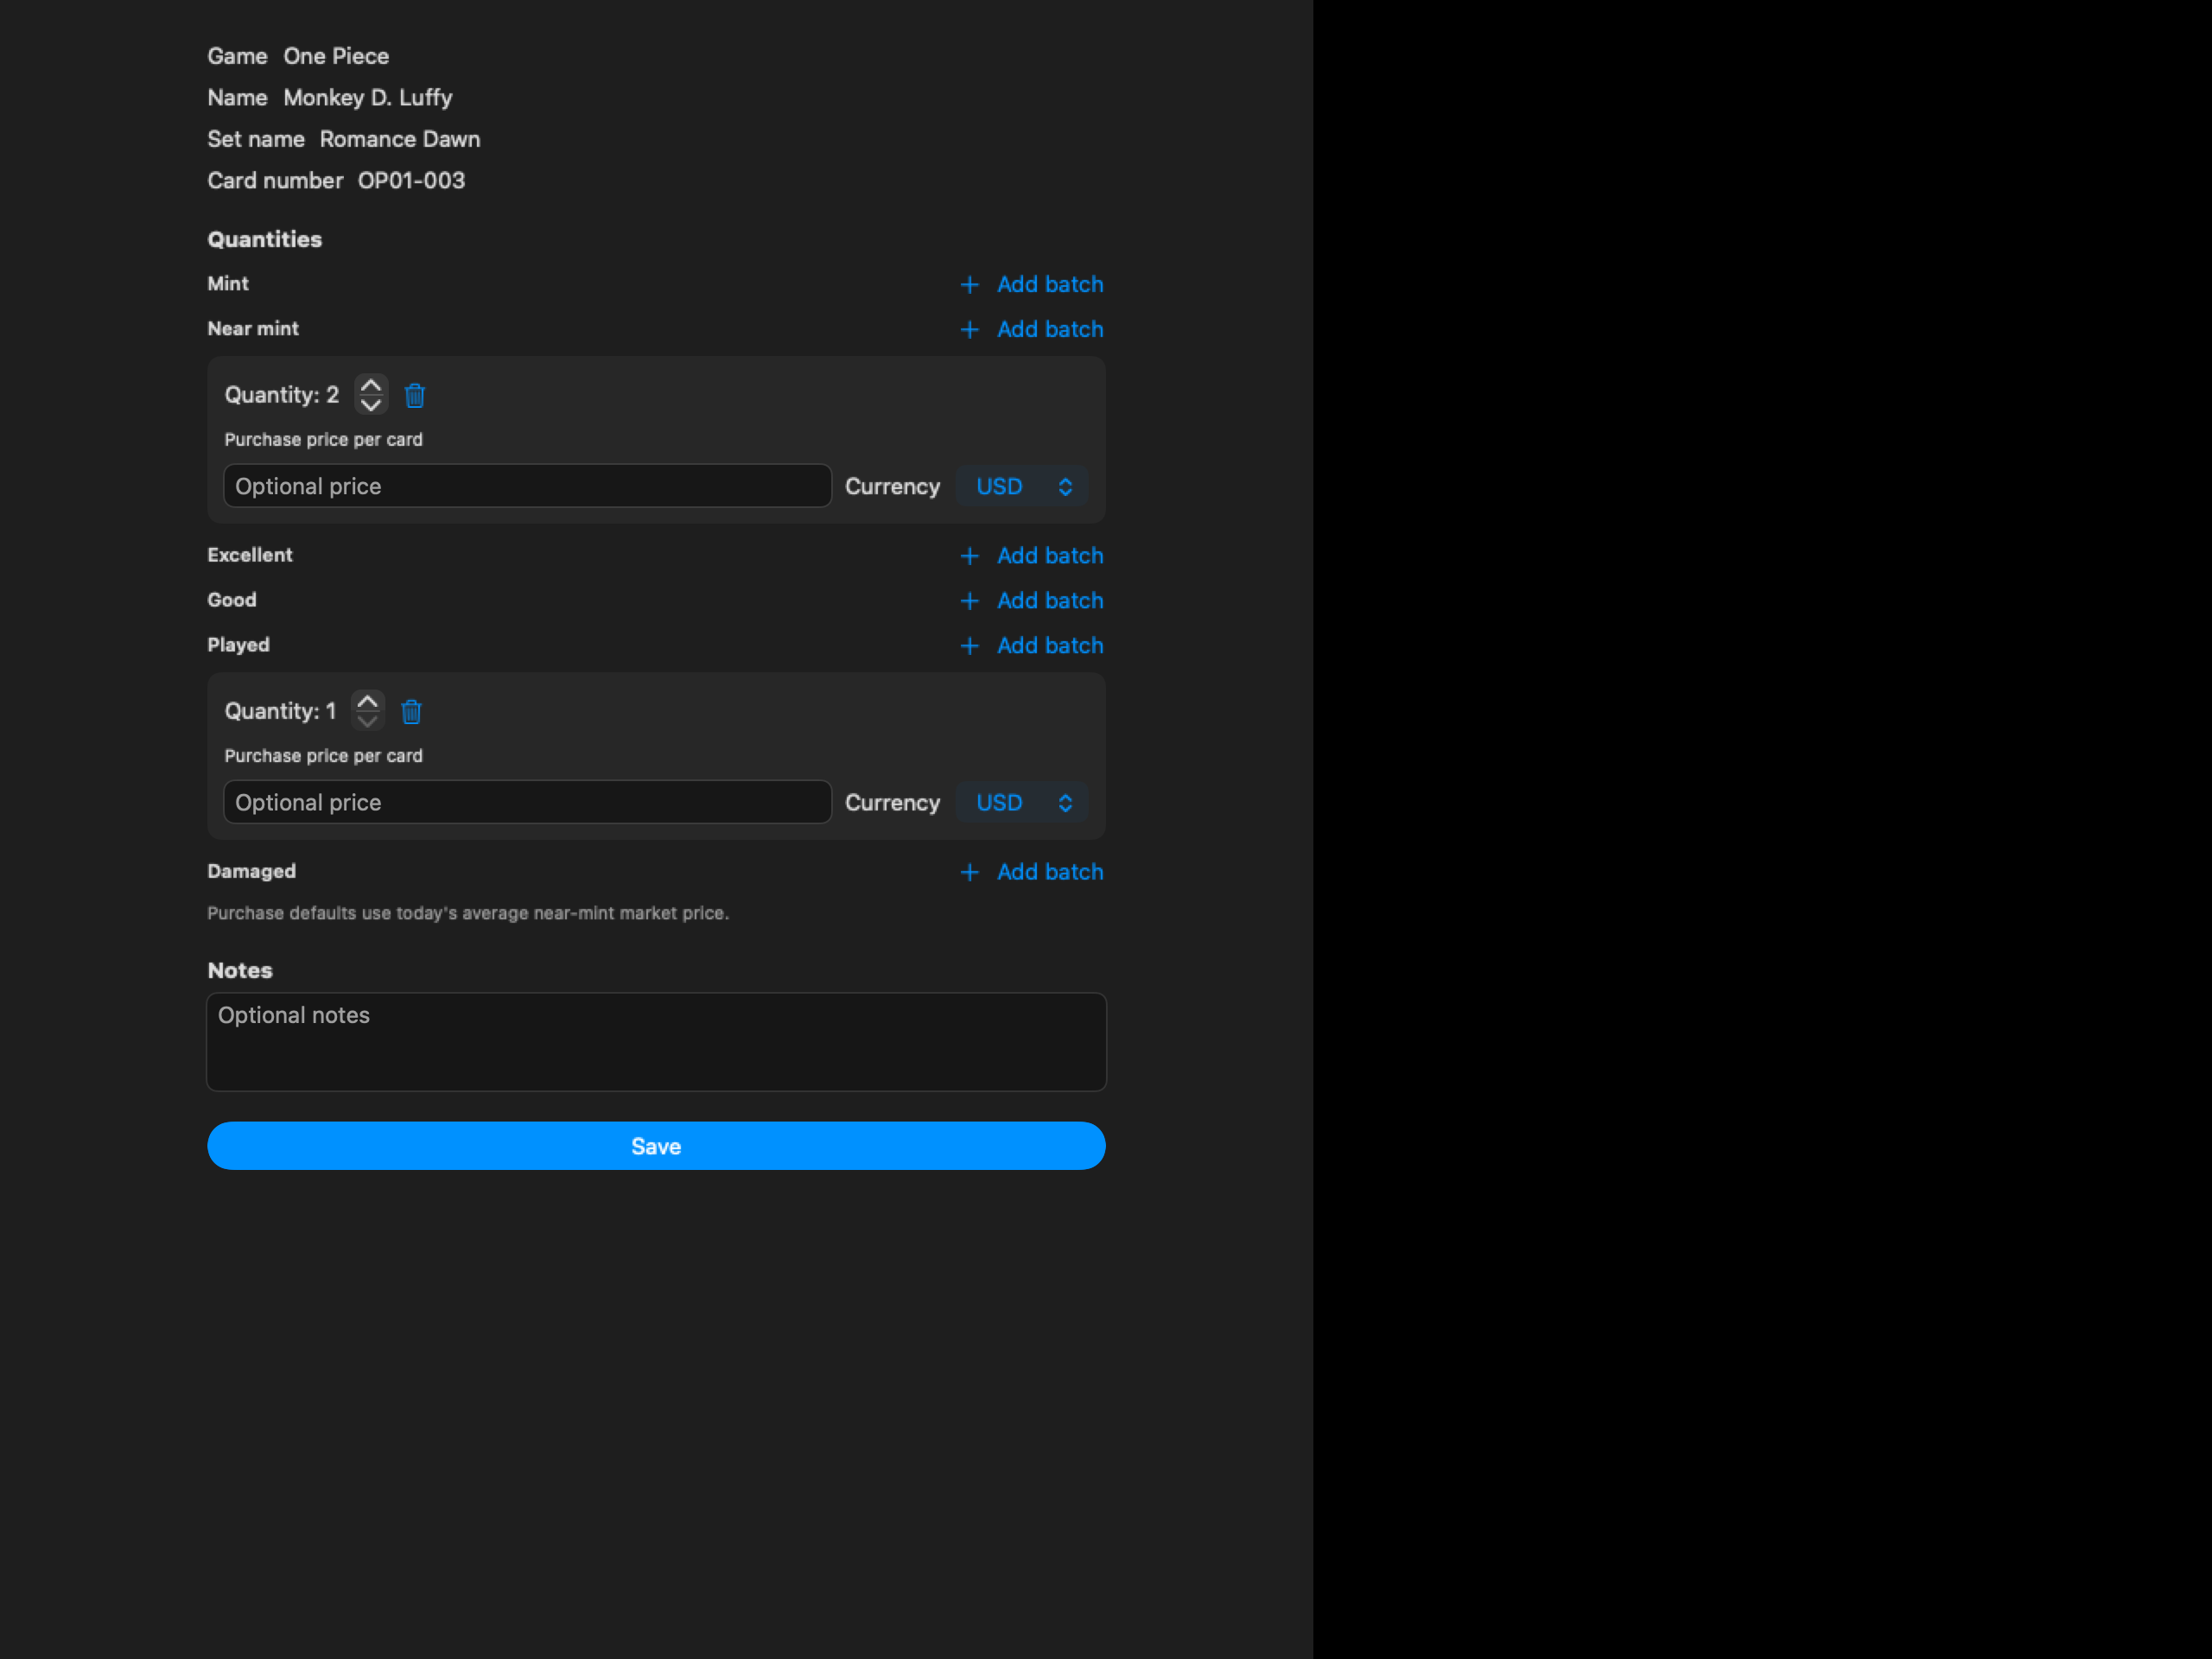 Game One Piece
Name Monkey D. Luffy
Set name Romance Dawn
Card number OP01-003
Quantities
Mint + Add batch
Near mint + Add batch
Quantity: 2
Purchase price per card
Optional price Currency USD
Excellent + Add batch
Good + Add batch
Played + Add batch
Quantity: 1
Purchase price per card
Optional price Currency USD
Damaged + Add batch
Purchase defaults use today's average near-mint market price.
Notes
Optional notes
Save